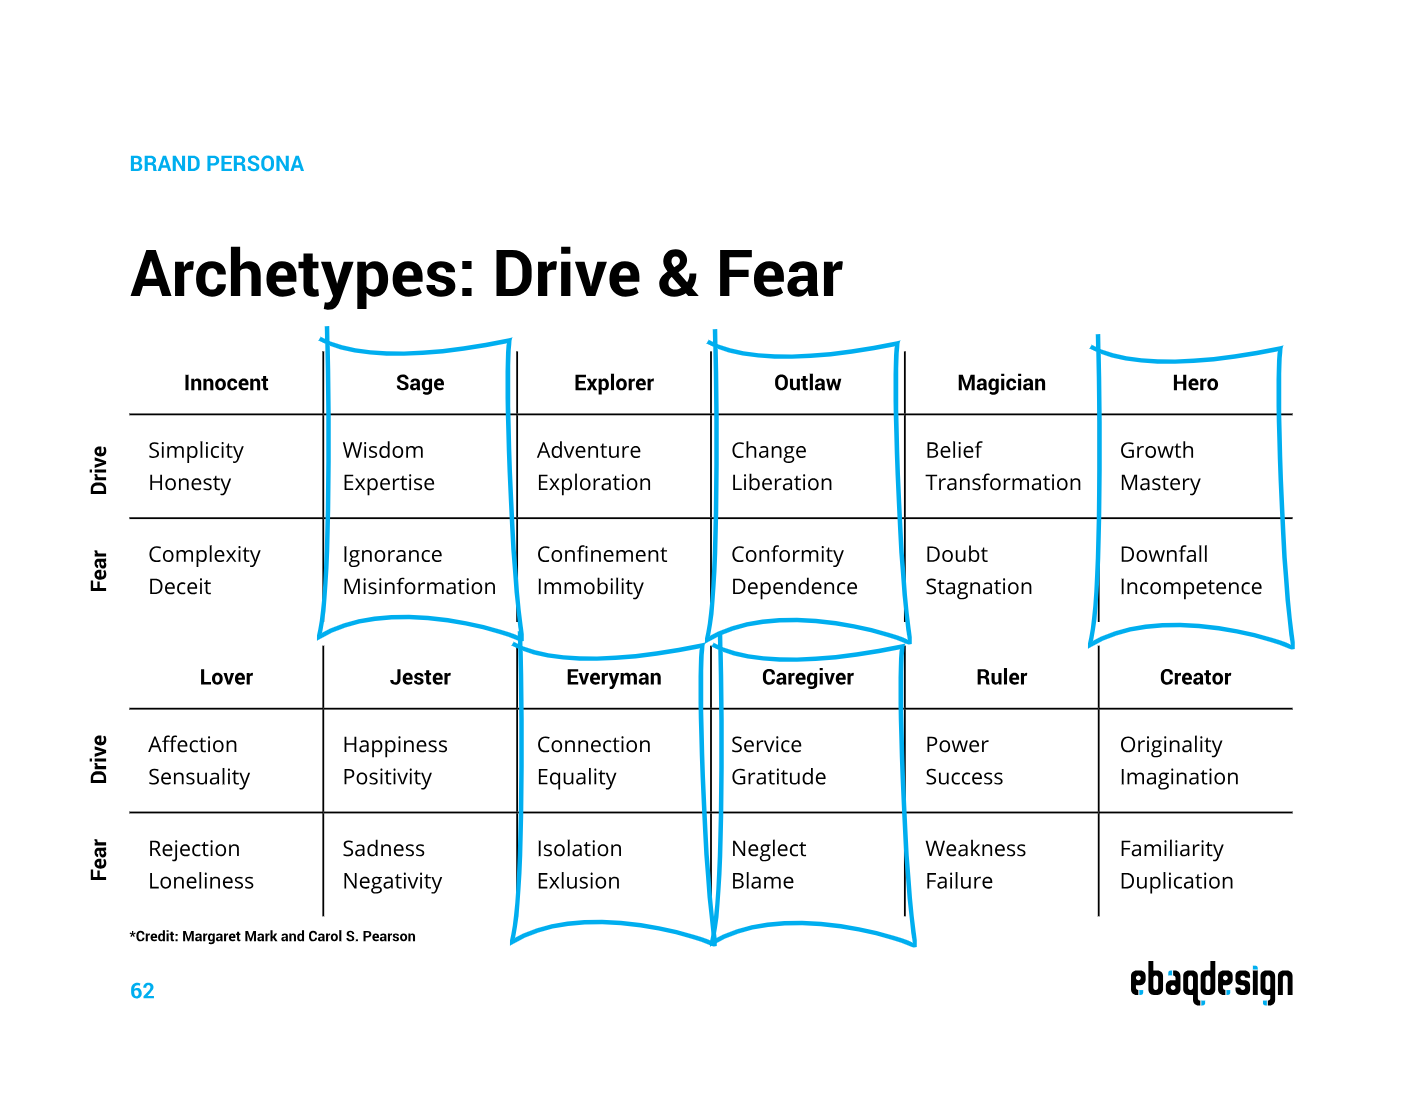 BRAND PERSONA
Archetypes: Drive & Fear
Innocent Sage Explorer Outlaw Magician Hero
Drive
Simplicity Wisdom Adventure Change Belief Growth
Honesty Expertise Exploration Liberation Transformation Mastery
Fear
Complexity Ignorance Confinement Conformity Doubt Downfall
Deceit Misinformation Immobility Dependence Stagnation Incompetence
Lover Jester Everyman Caregiver Ruler Creator
Drive
Affection Happiness Connection Service Power Originality
Sensuality Positivity Equality Gratitude Success Imagination
Fear
Rejection Sadness Isolation Neglect Weakness Familiarity
Loneliness Negativity Exlusion Blame Failure Duplication
*Credit: Margaret Mark and Carol S. Pearson
62
ebaqdesign